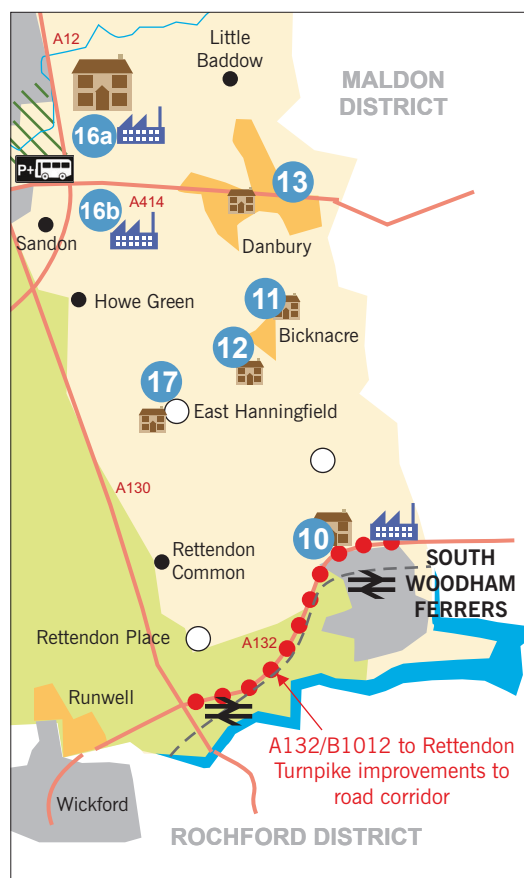 A12
Little
Baddow
MALDON
DISTRICT
16a
P+
13
16b
A414
Sandon
Danbury
Howe Green
11
Bicknacre
12
17
East Hanningfield
A130
10
Rettendon
Common
SOUTH
WOODHAM
FERRERS
Rettendon Place
A132
Runwell
A132/B1012 to Rettendon
Turnpike improvements to
road corridor
Wickford
ROCHFORD DISTRICT